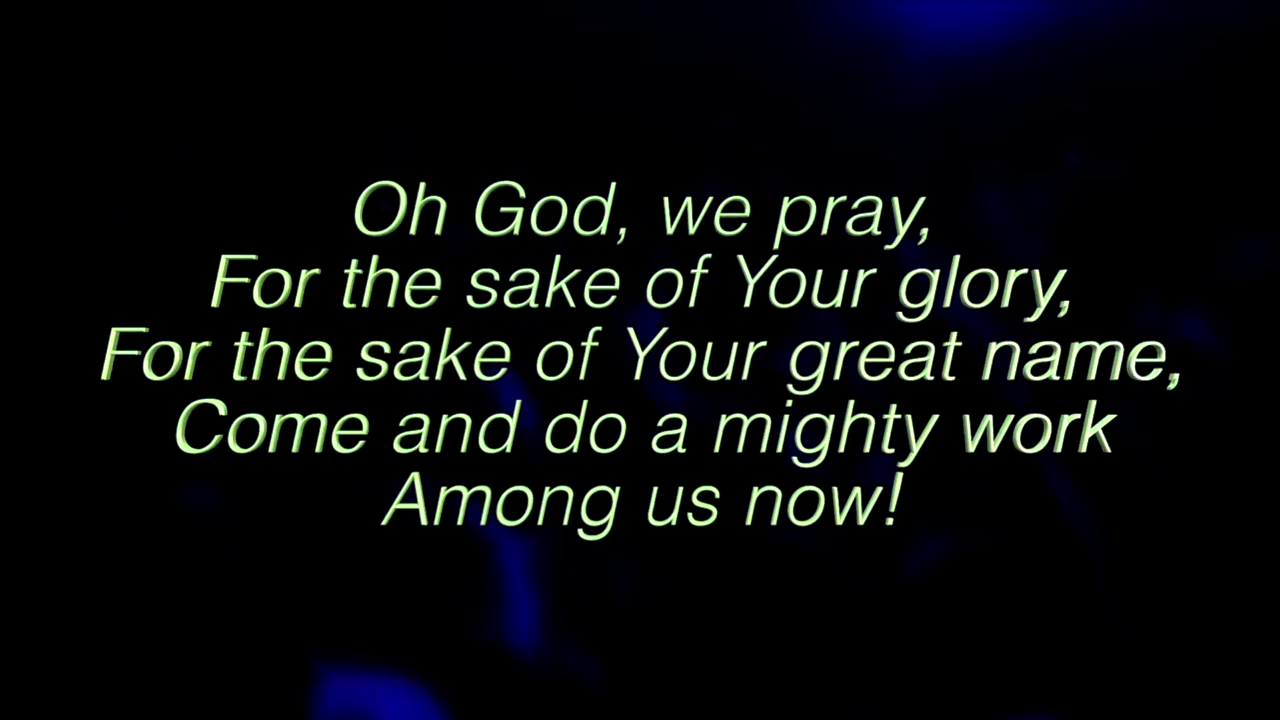 Oh God, we pray,
For the sake of Your glory,
For the sake of Your great name,
Come and do a mighty work
Among us now!